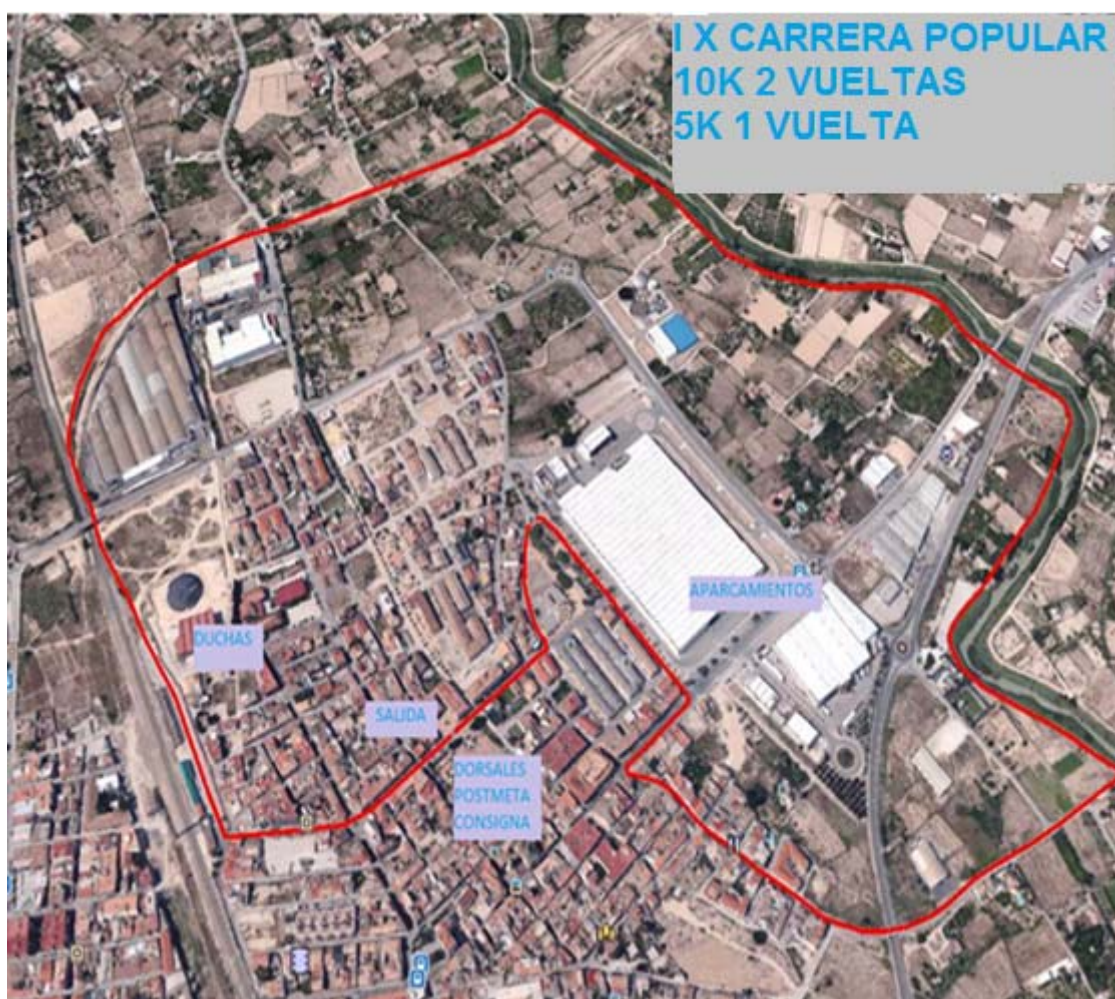 I X CARRERA POPULAR
10K 2 VUELTAS
5K 1 VUELTA
APARCAMIENTOS
DUCHAS
SALIDA
DORSALES
POSTMETA
CONSIGNA